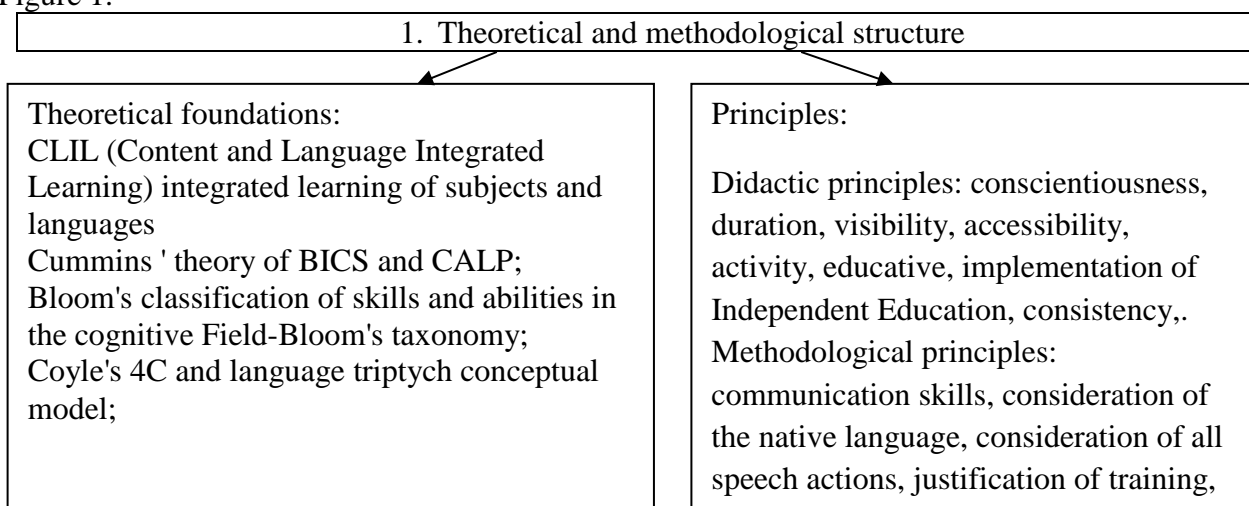 Figure 1.
1. Theoretical and methodological structure
Theoretical foundations:
CLIL (Content and Language Integrated
Learning) integrated learning of subjects and
languages
Cummins ' theory of BICS and CALP;
Bloom's classification of skills and abilities in
the cognitive Field-Bloom's taxonomy;
Coyle's 4C and language triptych conceptual
model;
Principles:
Didactic principles: conscientiousness,
duration, visibility, accessibility,
activity, educative, implementation of
Independent Education, consistency,.
Methodological principles:
communication skills, consideration of
the native language, consideration of all
speech actions, justification of training,